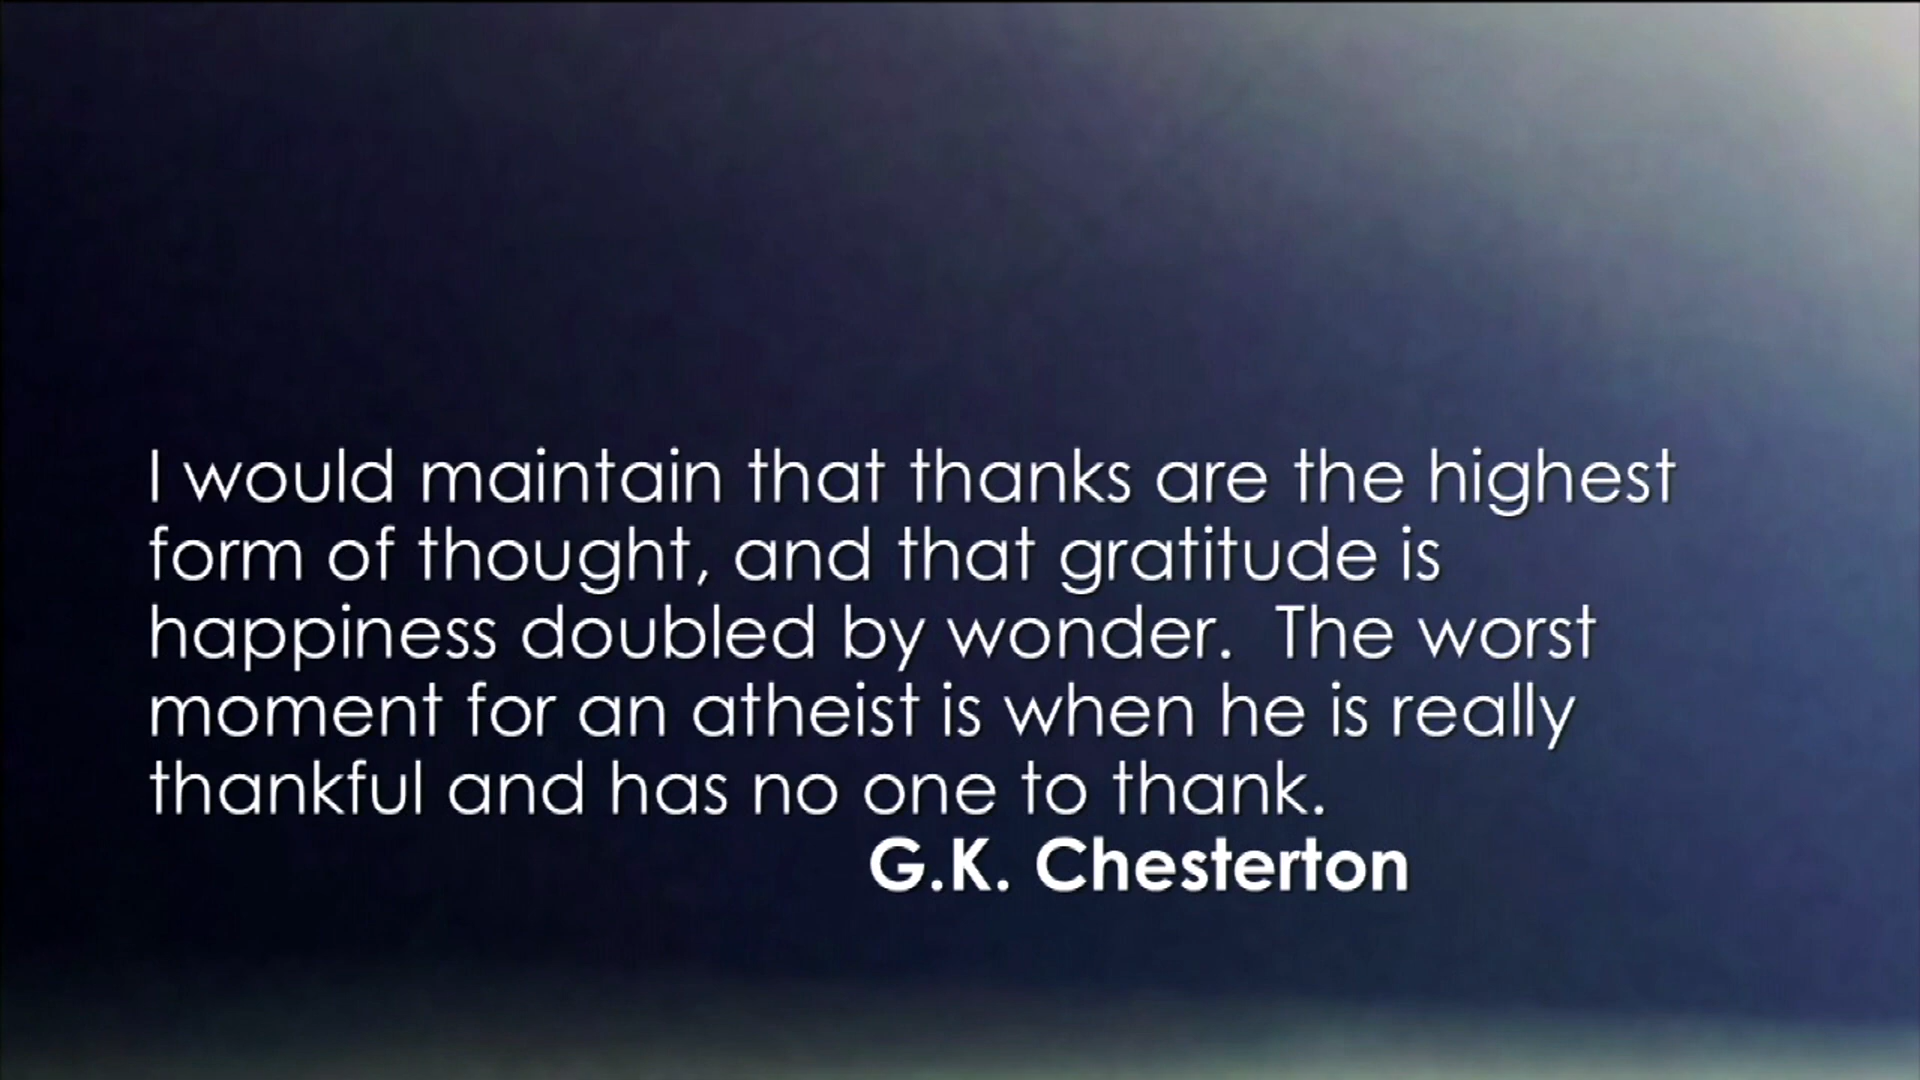 I would maintain that thanks are the highest
form of thought, and that gratitude is
happiness doubled by wonder.  The worst
moment for an atheist is when he is really
thankful and has no one to thank.
G.K. Chesterton